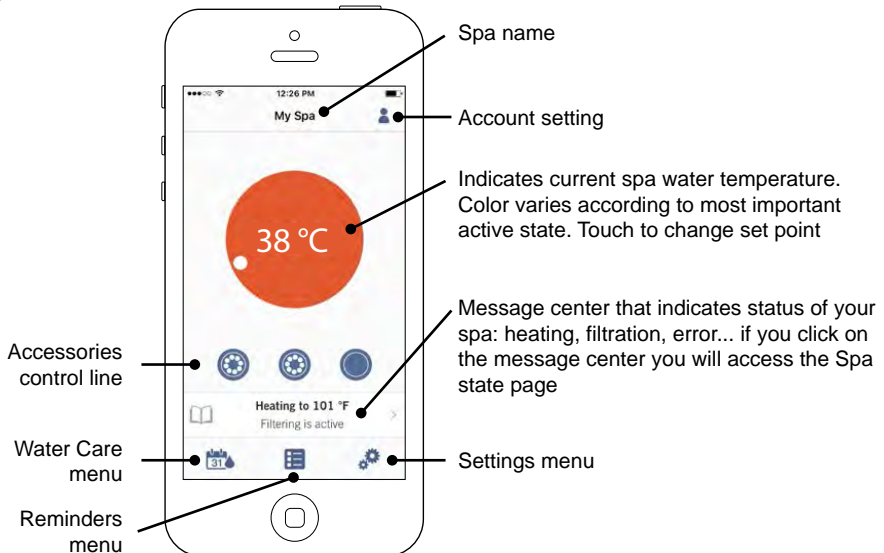 Spa name
12:26 PM
My Spa
Account setting
Indicates current spa water temperature.
Color varies according to most important
active state. Touch to change set point
38 °C
Message center that indicates status of your
spa: heating, filtration, error... if you click on
the message center you will access the Spa
state page
Accessories
control line
Heating to 101 °F
Filtering is active
Water Care
menu
31
Settings menu
Reminders
menu